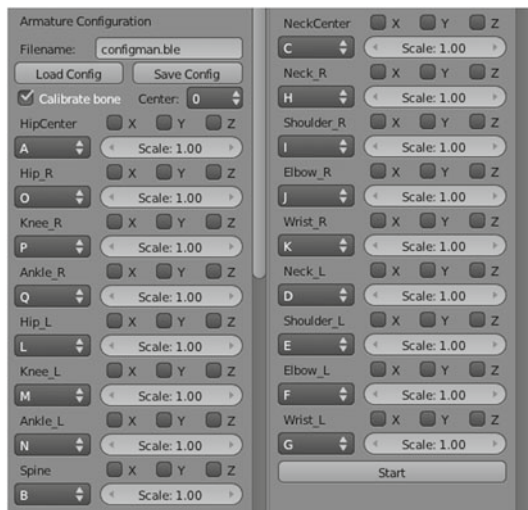 Armature Configuration
Filename: configman.ble
Load Config Save Config
Calibrate bone Center: 0
HipCenter X Y Z
A Scale: 1.00
Hip_R X Y Z
O Scale: 1.00
Knee_R X Y Z
P Scale: 1.00
Ankle_R X Y Z
Q Scale: 1.00
Hip_L X Y Z
L Scale: 1.00
Knee_L X Y Z
M Scale: 1.00
Ankle_L X Y Z
N Scale: 1.00
Spine X Y Z
B Scale: 1.00
NeckCenter X Y Z
C Scale: 1.00
Neck_R X Y Z
H Scale: 1.00
Shoulder_R X Y Z
I Scale: 1.00
Elbow_R X Y Z
J Scale: 1.00
Wrist_R X Y Z
K Scale: 1.00
Neck_L X Y Z
D Scale: 1.00
Shoulder_L X Y Z
E Scale: 1.00
Elbow_L X Y Z
F Scale: 1.00
Wrist_L X Y Z
G Scale: 1.00
Start